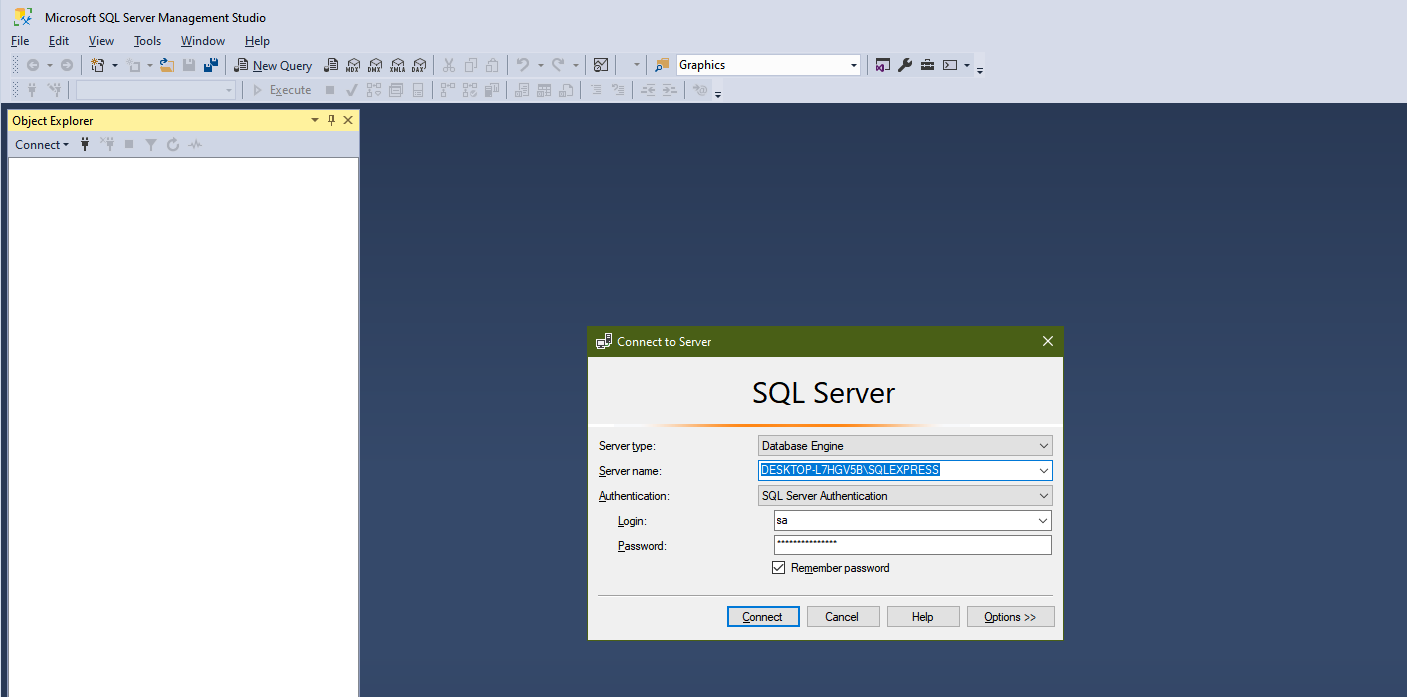 Microsoft SQL Server Management Studio
File Edit View Tools Window Help
New Query MDX DMX XMLA DAX Graphics
Execute
Object Explorer
Connect
Connect to Server
SQL Server
Server type: Database Engine
Server name: DESKTOP-L7HGV5B\SQLEXPRESS
Authentication: SQL Server Authentication
Login: sa
Password: ***************
Remember password
Connect Cancel Help Options >>